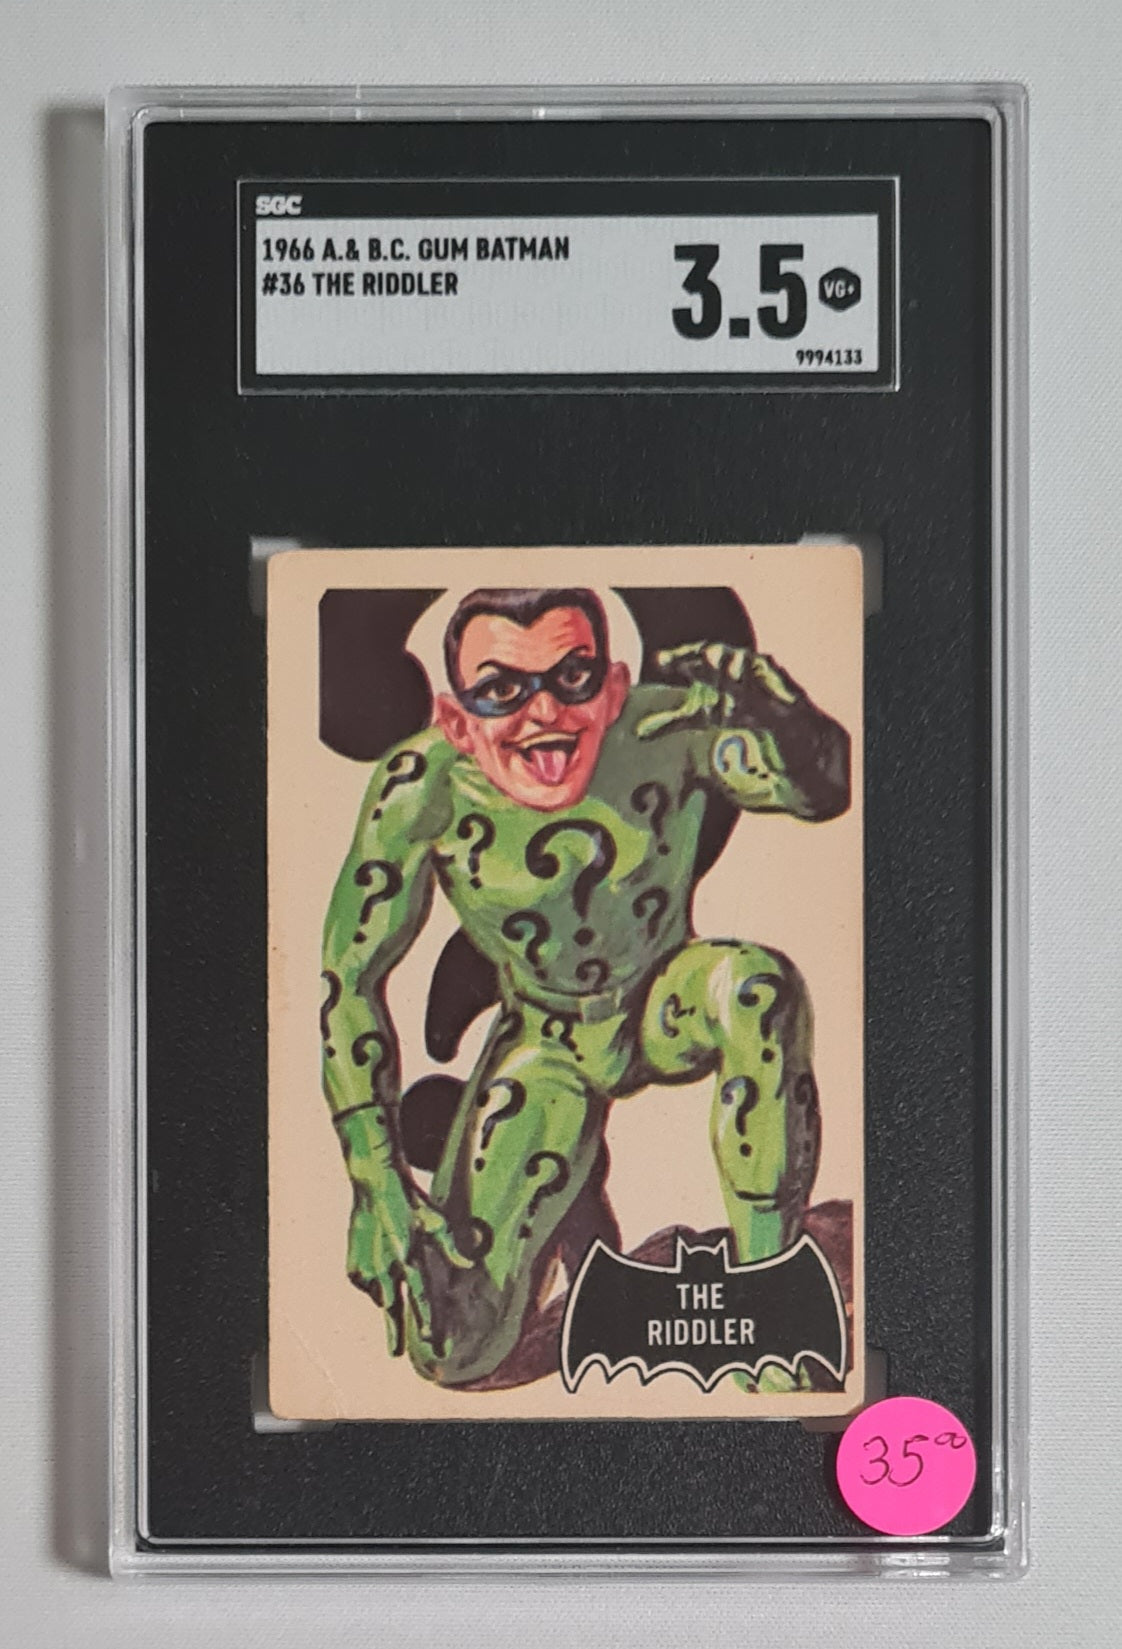 SGC
1966 A.& B.C. GUM BATMAN
#36 THE RIDDLER
3.5
VG+
9994133
THE
RIDDLER
35⁰⁰